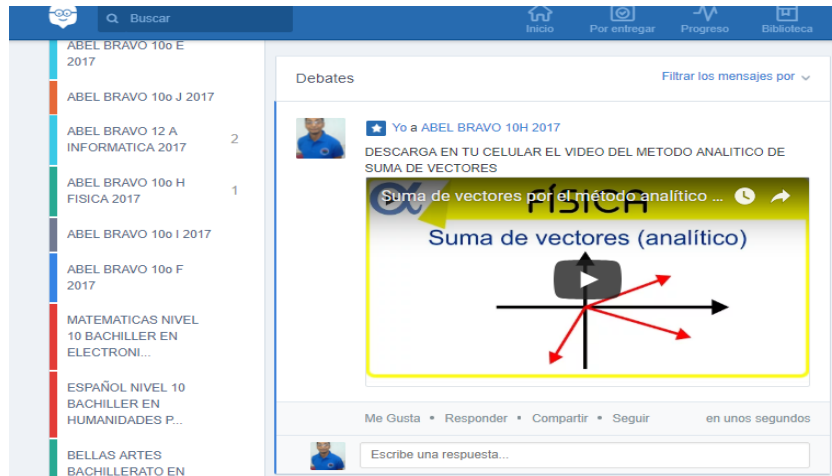 Buscar
Inicio
Por entregar
Progreso
Biblioteca
ABEL BRAVO 10o E
2017
ABEL BRAVO 10o J 2017
ABEL BRAVO 12 A
INFORMATICA 2017
2
ABEL BRAVO 10o H
FISICA 2017
1
ABEL BRAVO 10o I 2017
ABEL BRAVO 10o F
2017
MATEMATICAS NIVEL
10 BACHILLER EN
ELECTRONI...
ESPAÑOL NIVEL 10
BACHILLER EN
HUMANIDADES P...
BELLAS ARTES
BACHILLERATO EN
Debates
Filtrar los mensajes por
Yo a ABEL BRAVO 10H 2017
DESCARGA EN TU CELULAR EL VIDEO DEL METODO ANALITICO DE
SUMA DE VECTORES
Suma de vectores por el método analítico ...
FÍSICA
Suma de vectores (analítico)
Me Gusta • Responder • Compartir • Seguir
en unos segundos
Escribe una respuesta...